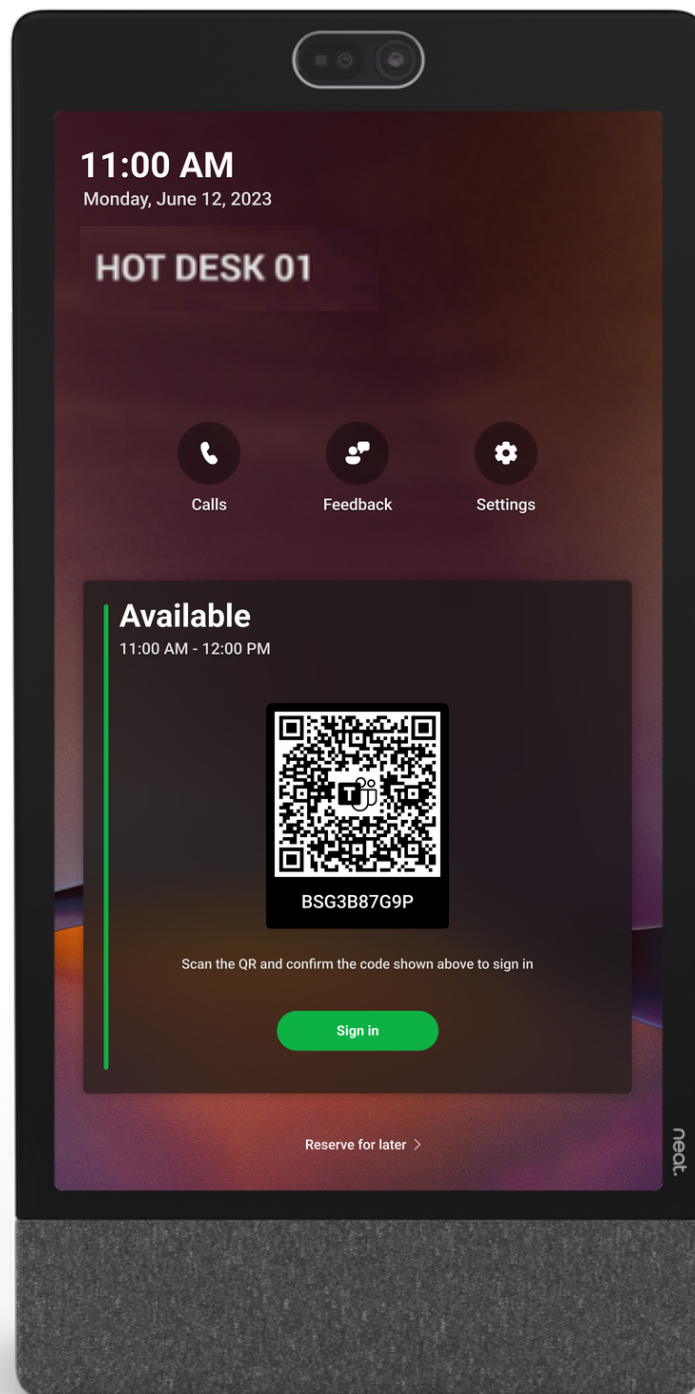 11:00 AM
Monday, June 12, 2023
HOT DESK 01
Calls
Feedback
Settings
Available
11:00 AM - 12:00 PM
T
BSG3B87G9P
Scan the QR and confirm the code shown above to sign in
Sign in
Reserve for later
neat.